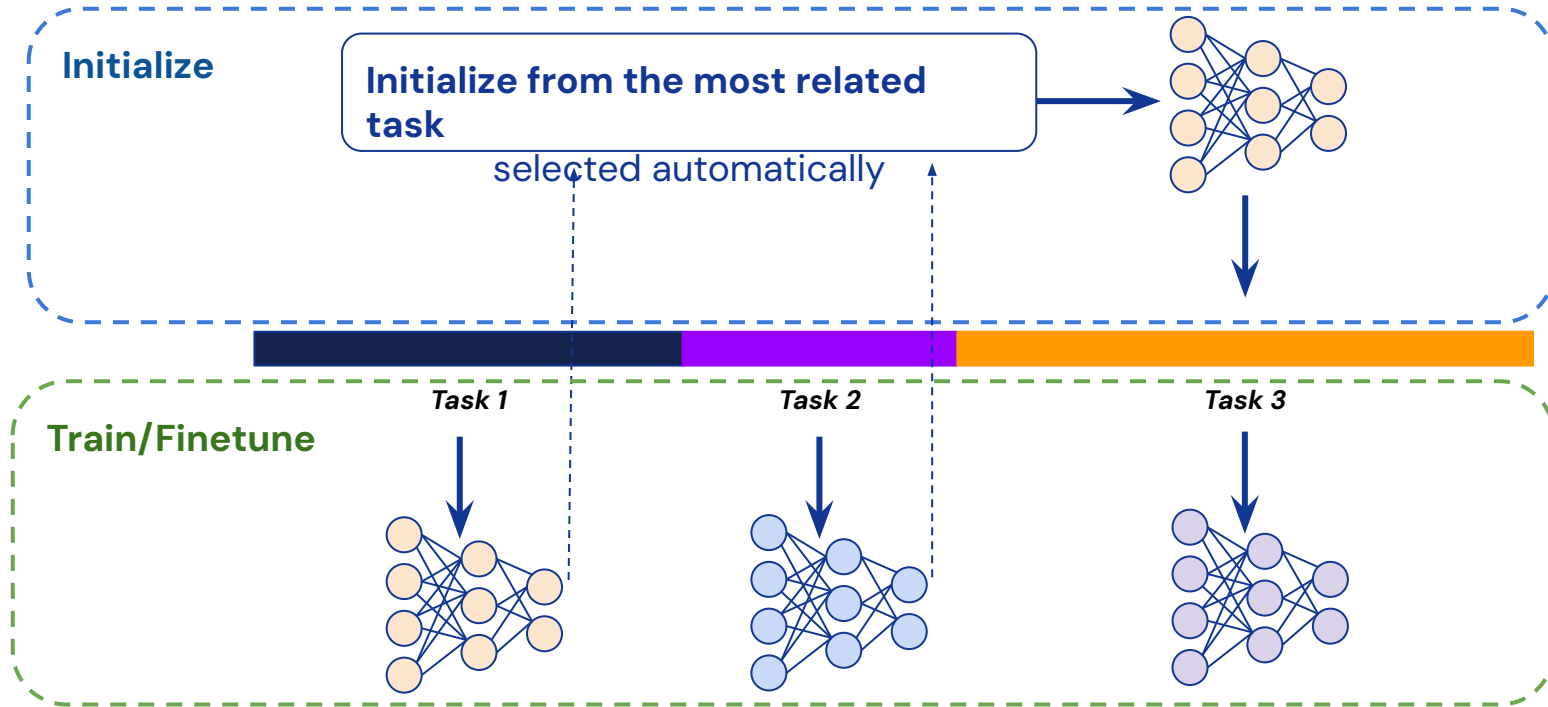 Initialize
Initialize from the most related
task
selected automatically
Task 1
Task 2
Task 3
Train/Finetune